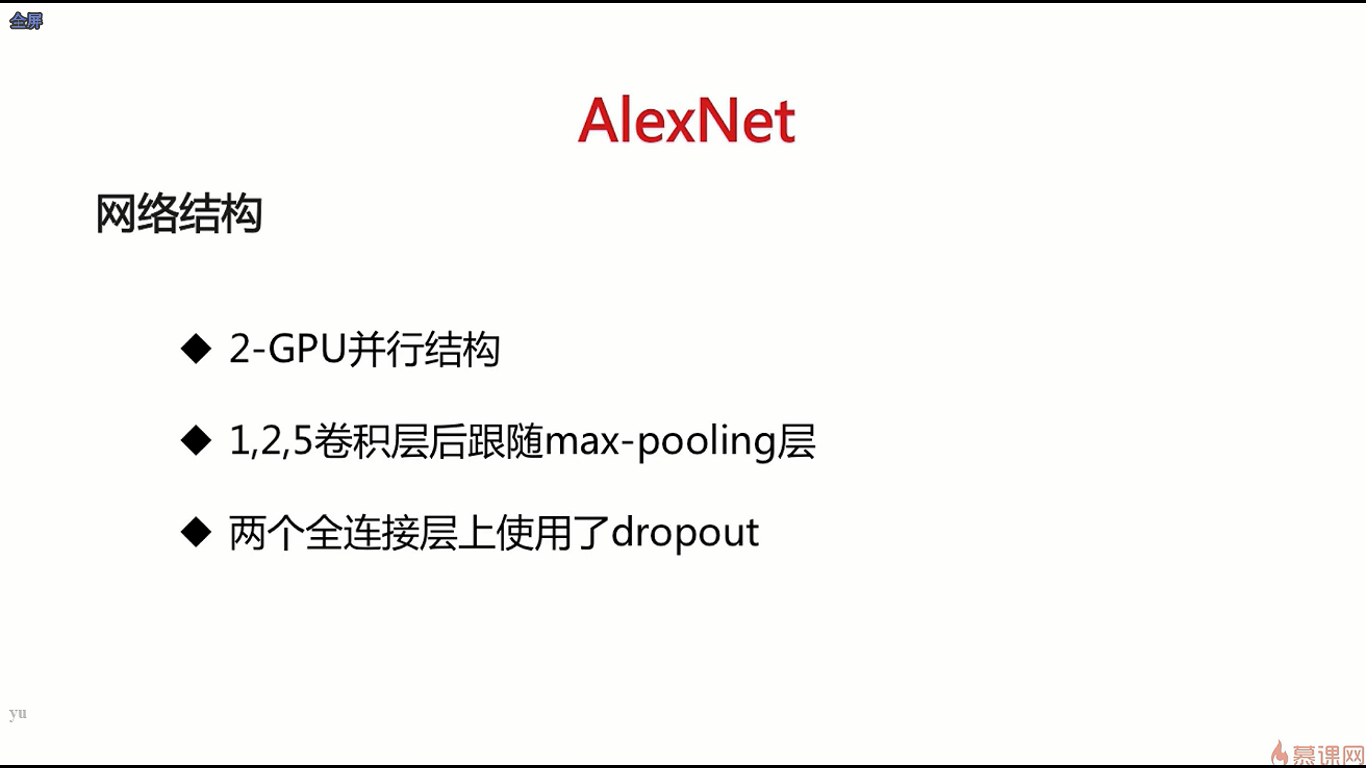 全屏
AlexNet
网络结构
◆ 2-GPU并行结构
◆ 1,2,5卷积层后跟随max-pooling层
◆ 两个全连接层上使用了dropout
yu
慕课网